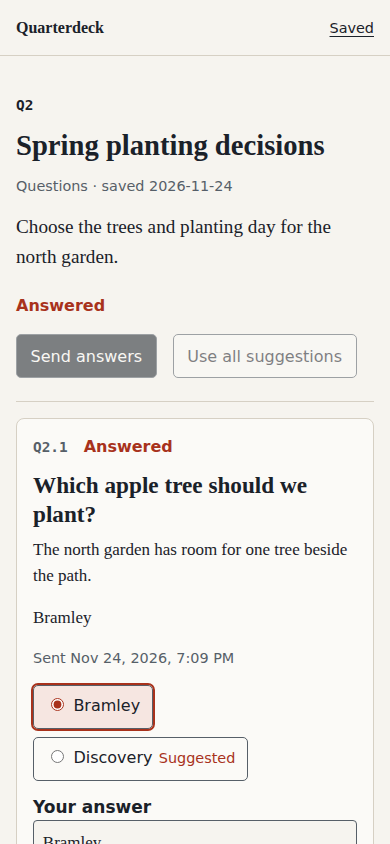 Quarterdeck
Saved
Q2
Spring planting decisions
Questions · saved 2026-11-24
Choose the trees and planting day for the
north garden.
Answered
Send answers
Use all suggestions
Q2.1 Answered
Which apple tree should we
plant?
The north garden has room for one tree beside
the path.
Bramley
Sent Nov 24, 2026, 7:09 PM
Bramley
Discovery Suggested
Your answer
Bramley